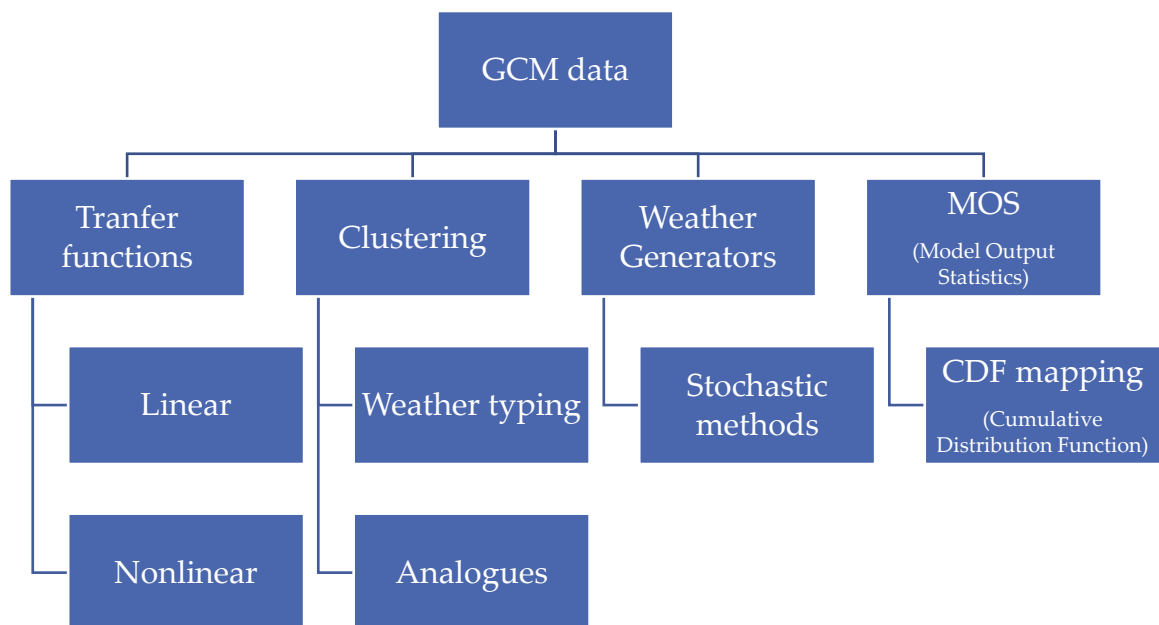 GCM data
Tranfer
functions
Clustering
Weather
Generators
MOS
(Model Output
Statistics)
Linear
Weather typing
Stochastic
methods
CDF mapping
(Cumulative
Distribution Function)
Nonlinear
Analogues